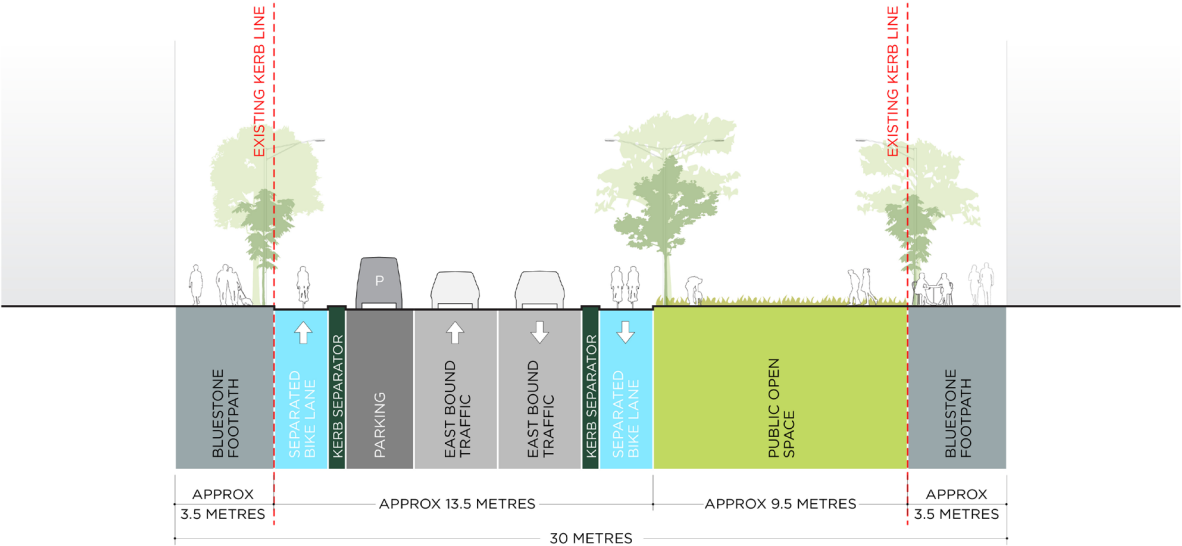 EXISTING KERB LINE
EXISTING KERB LINE
P
BLUESTONE
FOOTPATH
SEPARATED
BIKE LANE
KERB SEPARATOR
PARKING
EAST BOUND
TRAFFIC
EAST BOUND
TRAFFIC
KERB SEPARATOR
SEPARATED
BIKE LANE
PUBLIC OPEN
SPACE
BLUESTONE
FOOTPATH
APPROX
3.5 METRES
APPROX 13.5 METRES
APPROX 9.5 METRES
APPROX
3.5 METRES
30 METRES